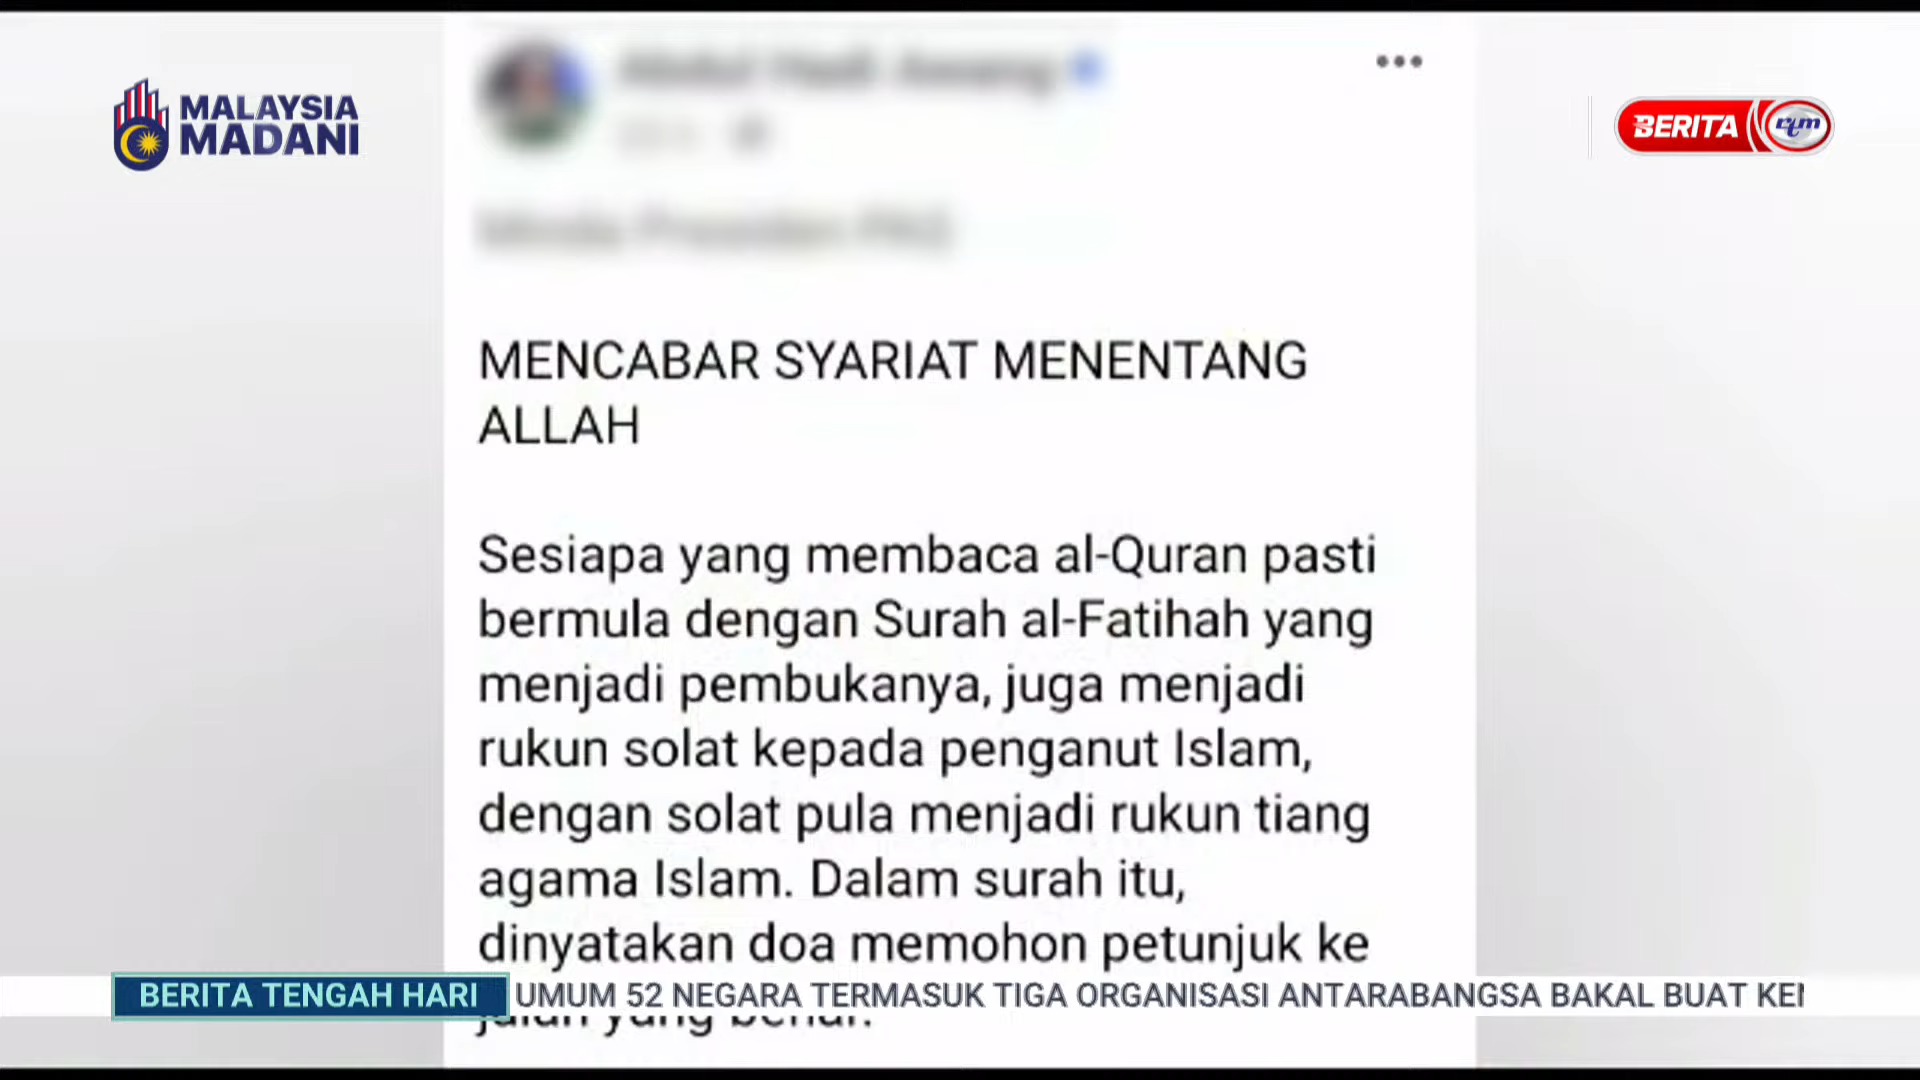 MALAYSIA
MADANI
BERITA rtm
MENCABAR SYARIAT MENENTANG
ALLAH
Sesiapa yang membaca al-Quran pasti
bermula dengan Surah al-Fatihah yang
menjadi pembukanya, juga menjadi
rukun solat kepada penganut Islam,
dengan solat pula menjadi rukun tiang
agama Islam. Dalam surah itu,
dinyatakan doa memohon petunjuk ke
jalan yang benar.
BERITA TENGAH HARI
UMUM 52 NEGARA TERMASUK TIGA ORGANISASI ANTARABANGSA BAKAL BUAT